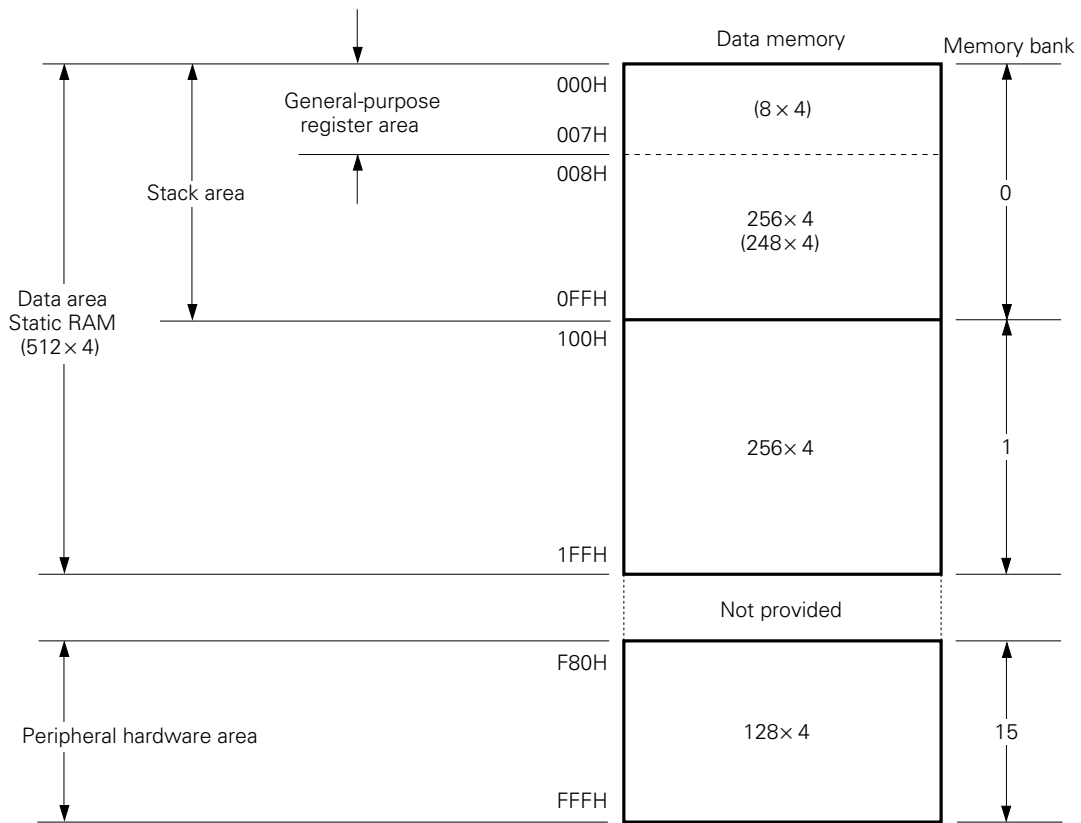 Data memory
Memory bank
000H
General-purpose
register area
(8 × 4)
007H
008H
Stack area
0
256× 4
(248× 4)
Data area
Static RAM
(512× 4)
0FFH
100H
256× 4
1
1FFH
Not provided
F80H
Peripheral hardware area
128× 4
15
FFFH